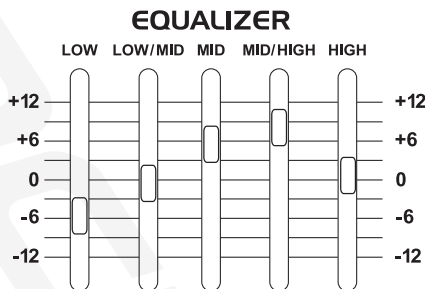 EQUALIZER
LOW LOW/MID MID MID/HIGH HIGH
+12 +12
+6 +6
0 0
-6 -6
-12 -12